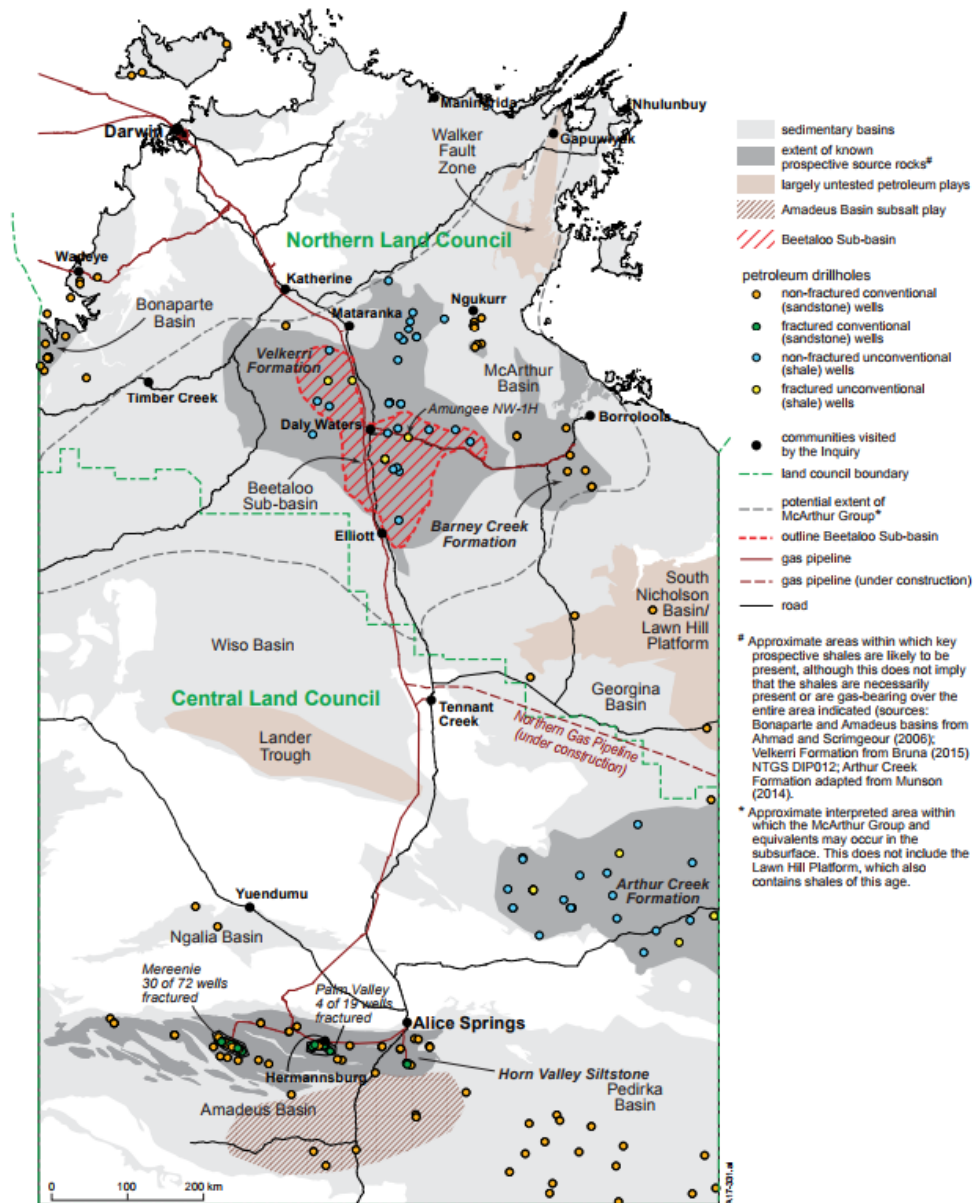 Maningrida
Nhulunbuy
Darwin
Walker
Fault
Zone
Gapuwiyak
Northern Land Council
Wadeye
Katherine
Bonaparte
Basin
Ngukurr
Mataranka
Velkerri
Formation
McArthur
Basin
Timber Creek
Amungee NW-1H
Daly Waters
Borroloola
Beetaloo
Sub-basin
Barney Creek
Formation
Elliott
South
Nicholson
Basin/
Lawn Hill
Platform
Wiso Basin
Georgina
Basin
Central Land Council
Tennant
Creek
Northern Gas Pipeline
(under construction)
Lander
Trough
Arthur Creek
Formation
Yuendumu
Ngalia Basin
Mereenie
30 of 72 wells
fractured
Palm Valley
4 of 19 wells
fractured
Alice Springs
Hermannsburg
Horn Valley Siltstone
Amadeus Basin
Pedirka
Basin
0 100 200 km
A17-331.ai
sedimentary basins
extent of known
prospective source rocks#
largely untested petroleum plays
Amadeus Basin subsalt play
Beetaloo Sub-basin
petroleum drillholes
non-fractured conventional
(sandstone) wells
fractured conventional
(sandstone) wells
non-fractured unconventional
(shale) wells
fractured unconventional
(shale) wells
communities visited
by the Inquiry
land council boundary
potential extent of
McArthur Group*
outline Beetaloo Sub-basin
gas pipeline
gas pipeline (under construction)
road
# Approximate areas within which key
prospective shales are likely to be
present, although this does not imply
that the shales are necessarily
present or are gas-bearing over the
entire area indicated (sources:
Bonaparte and Amadeus basins from
Ahmad and Scrimgeour (2006);
Velkerri Formation from Bruna (2015)
NTGS DIP012; Arthur Creek
Formation adapted from Munson
(2014).
* Approximate interpreted area within
which the McArthur Group and
equivalents may occur in the
subsurface. This does not include the
Lawn Hill Platform, which also
contains shales of this age.